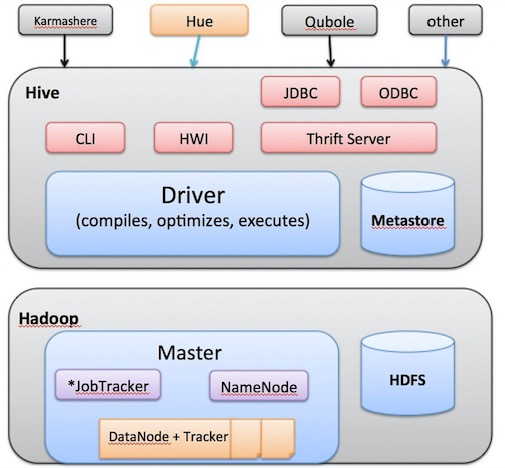 Karmashere
Hue
Qubole
other
Hive
JDBC
ODBC
CLI
HWI
Thrift Server
Driver
(compiles, optimizes, executes)
Metastore
Hadoop
Master
*JobTracker
NameNode
HDFS
DataNode + Tracker